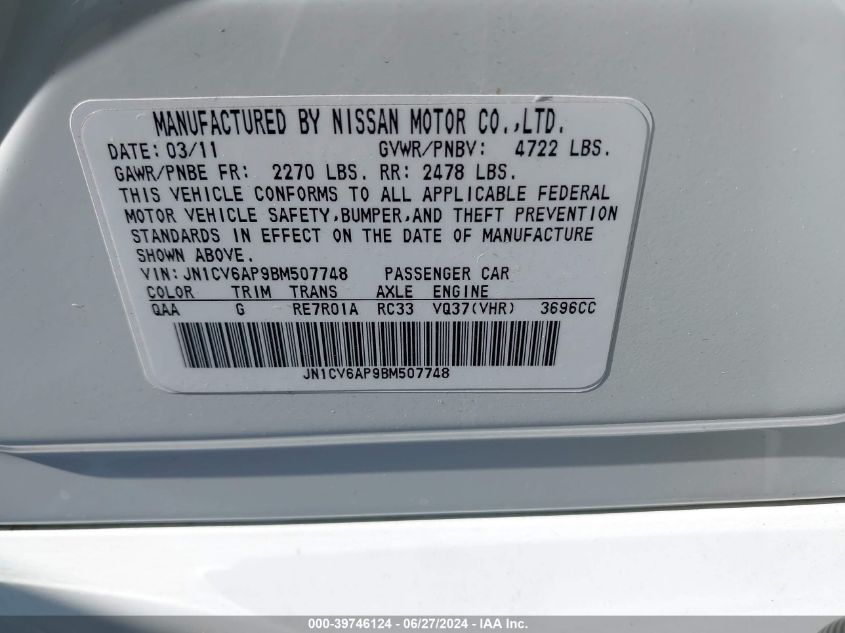 MANUFACTURED BY NISSAN MOTOR CO.,LTD.
DATE: 03/11 GVWR/PNBV: 4722 LBS.
GAWR/PNBE FR: 2270 LBS. RR: 2478 LBS.
THIS VEHICLE CONFORMS TO ALL APPLICABLE FEDERAL
MOTOR VEHICLE SAFETY,BUMPER,AND THEFT PREVENTION
STANDARDS IN EFFECT ON THE DATE OF MANUFACTURE
SHOWN ABOVE.
VIN: JN1CV6AP9BM507748 PASSENGER CAR
COLOR TRIM TRANS AXLE ENGINE
QAA G RE7R01A RC33 VQ37(VHR) 3696CC
JN1CV6AP9BM507748
000-39746124 - 06/27/2024 - IAA Inc.